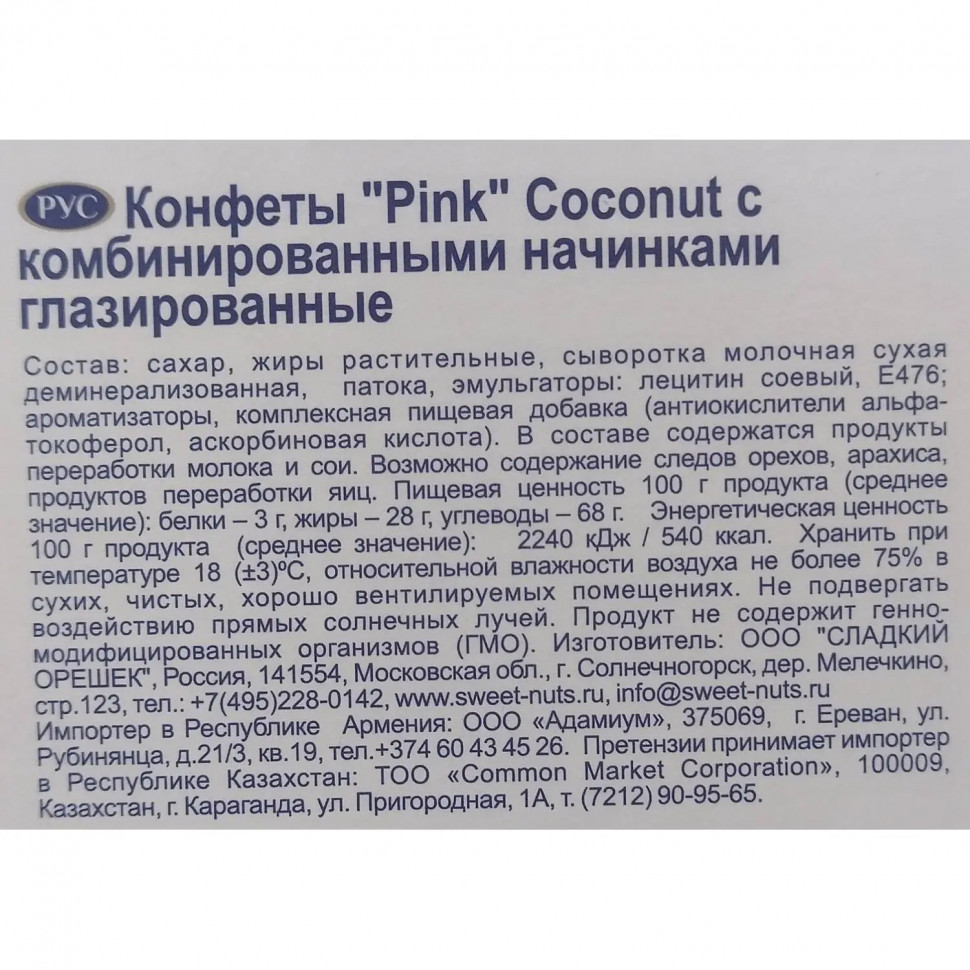 РУС Конфеты "Pink" Coconut с
комбинированными начинками
глазированные
Состав: сахар, жиры растительные, сыворотка молочная сухая
деминерализованная, патока, эмульгаторы: лецитин соевый, E476;
ароматизаторы, комплексная пищевая добавка (антиокислители альфа-
токоферол, аскорбиновая кислота). В составе содержатся продукты
переработки молока и сои. Возможно содержание следов орехов, арахиса,
продуктов переработки яиц. Пищевая ценность 100 г продукта (среднее
значение): белки – 3 г, жиры – 28 г, углеводы – 68 г. Энергетическая ценность
100 г продукта (среднее значение): 2240 кДж / 540 ккал. Хранить при
температуре 18 (±3)ºС, относительной влажности воздуха не более 75% в
сухих, чистых, хорошо вентилируемых помещениях. Не подвергать
воздействию прямых солнечных лучей. Продукт не содержит генно-
модифицированных организмов (ГМО). Изготовитель: ООО "СЛАДКИЙ
ОРЕШЕК", Россия, 141554, Московская обл., г. Солнечногорск, дер. Мелечкино,
стр.123, тел.: +7(495)228-0142, www.sweet-nuts.ru, info@sweet-nuts.ru
Импортер в Республике Армения: ООО «Адамиум», 375069, г. Ереван, ул.
Рубинянца, д.21/3, кв.19, тел.+374 60 43 45 26. Претензии принимает импортер
в Республике Казахстан: ТОО «Common Market Corporation», 100009,
Казахстан, г. Караганда, ул. Пригородная, 1А, т. (7212) 90-95-65.